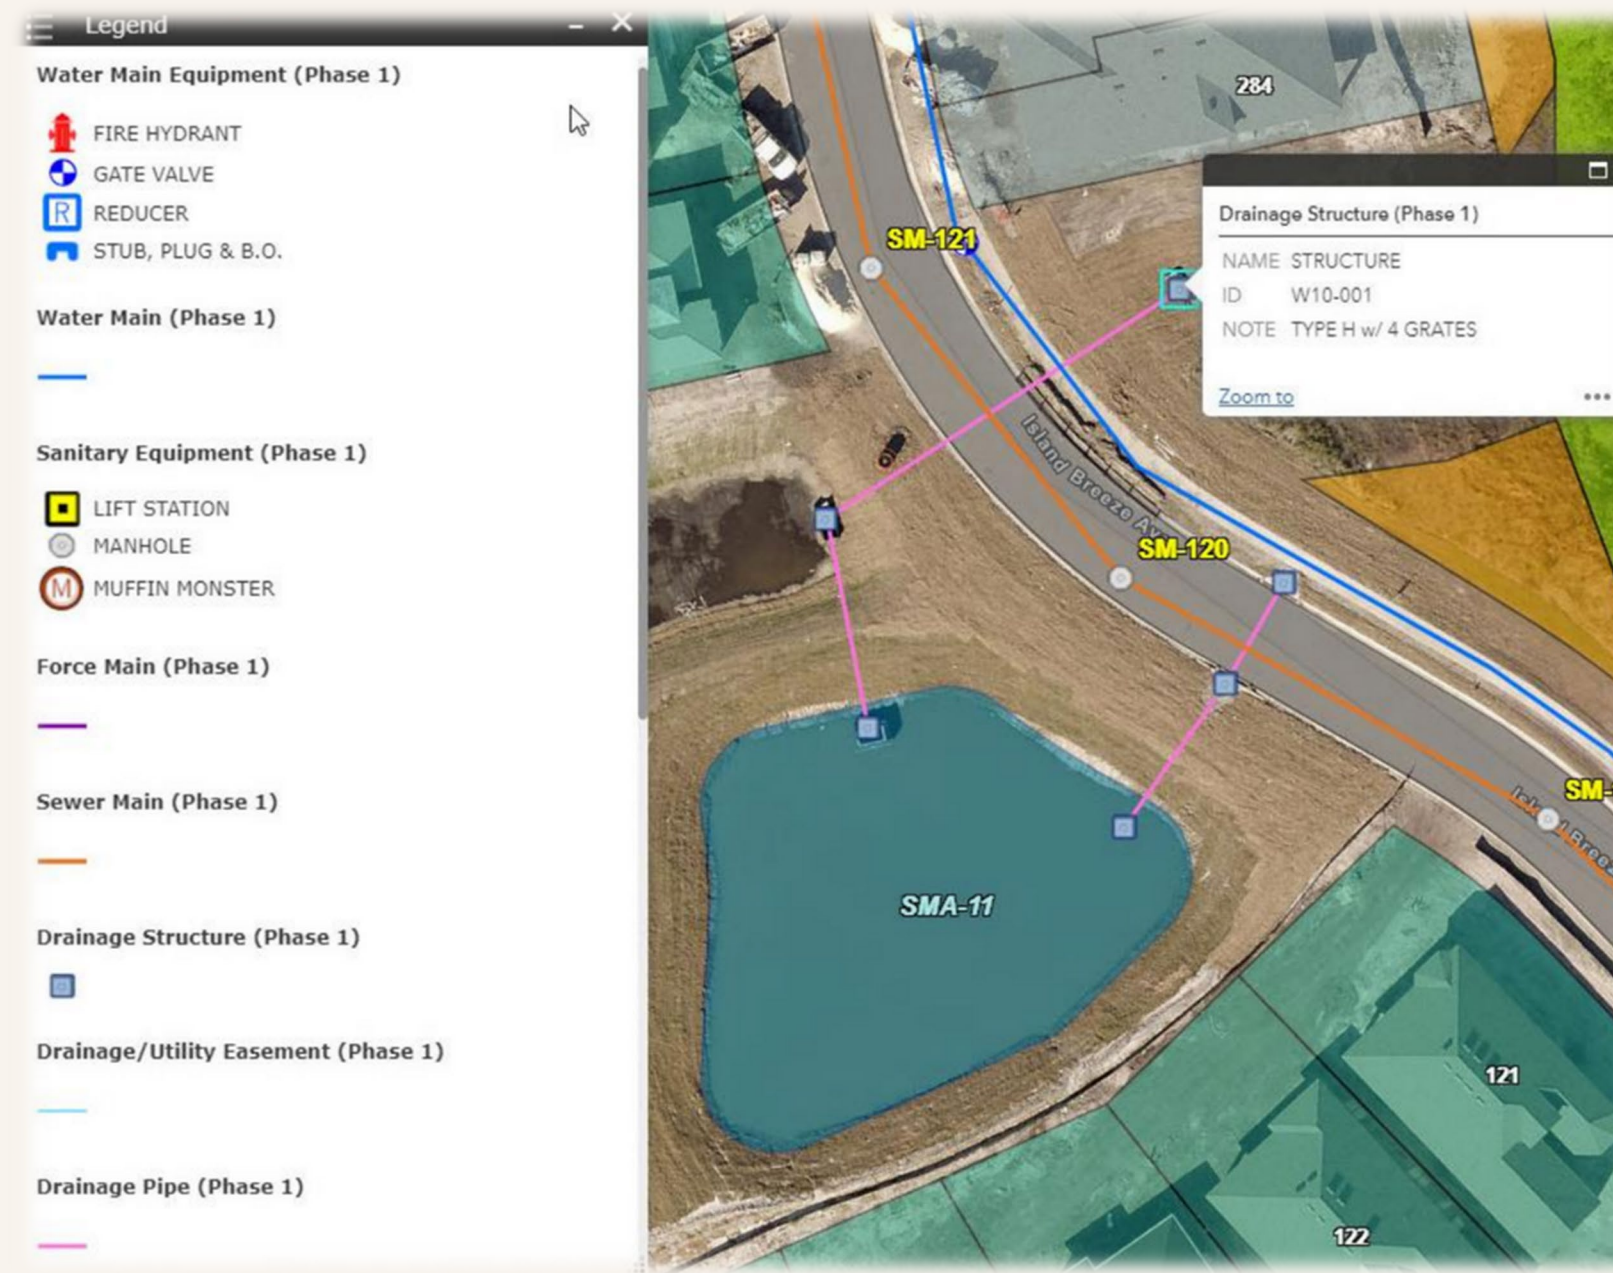 Legend
Water Main Equipment (Phase 1)
FIRE HYDRANT
GATE VALVE
R REDUCER
STUB, PLUG & B.O.
Water Main (Phase 1)
Sanitary Equipment (Phase 1)
LIFT STATION
MANHOLE
M MUFFIN MONSTER
Force Main (Phase 1)
Sewer Main (Phase 1)
Drainage Structure (Phase 1)
Drainage/Utility Easement (Phase 1)
Drainage Pipe (Phase 1)
284
SM-121
Drainage Structure (Phase 1)
NAME STRUCTURE
ID W10-001
NOTE TYPE H w/ 4 GRATES
Zoom to
Island Breeze Av
SM-120
SM-
SMA-11
121
122